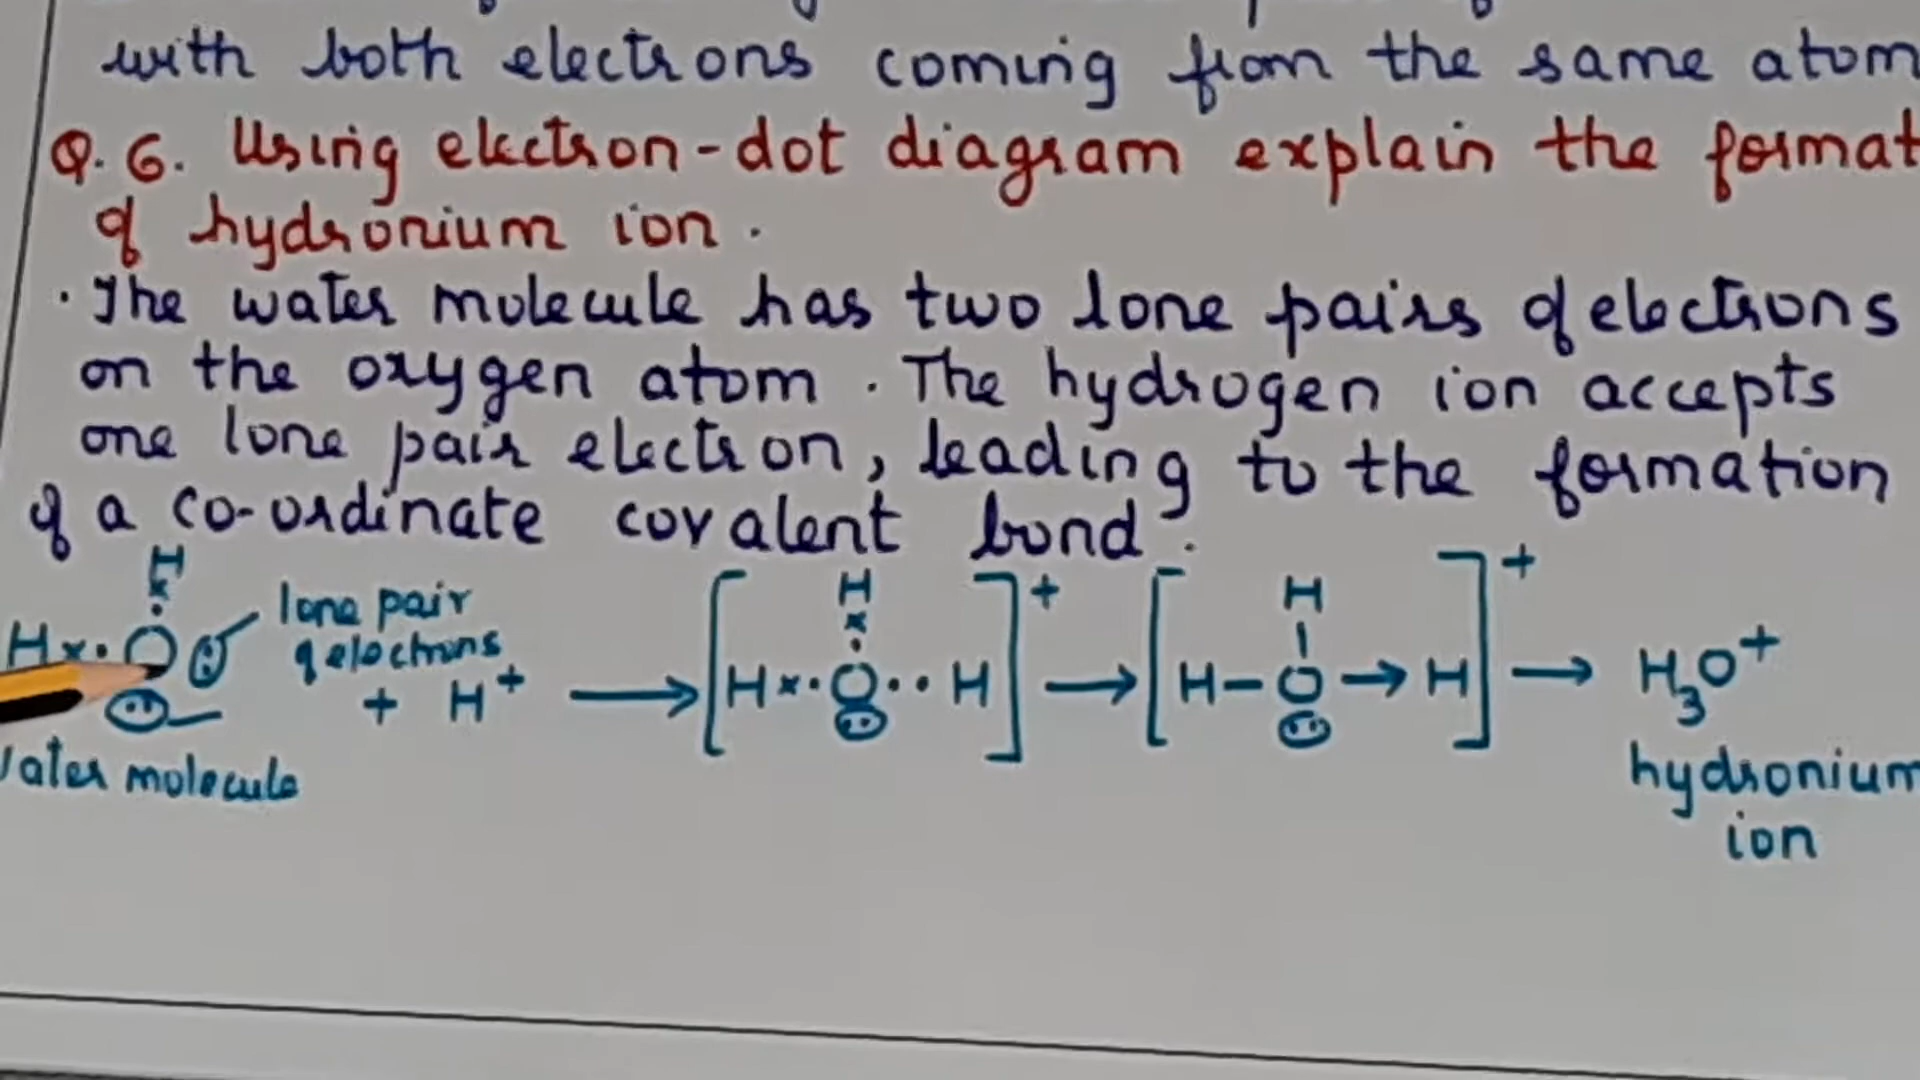 with both electrons coming from the same atom
Q. 6. Using electron-dot diagram explain the format
of hydronium ion.
· The water molecule has two lone pairs of electrons
on the oxygen atom. The hydrogen ion accepts
one lone pair electron, leading to the formation
of a co-ordinate covalent bond.
H
x
·
H x · O : lone pair
of electrons
:
+ H+ → [H x · O ·· H]+ → [H – O → H]+ → H3O+
H
x
·
:
H
|
:
Water molecule
hydronium
ion